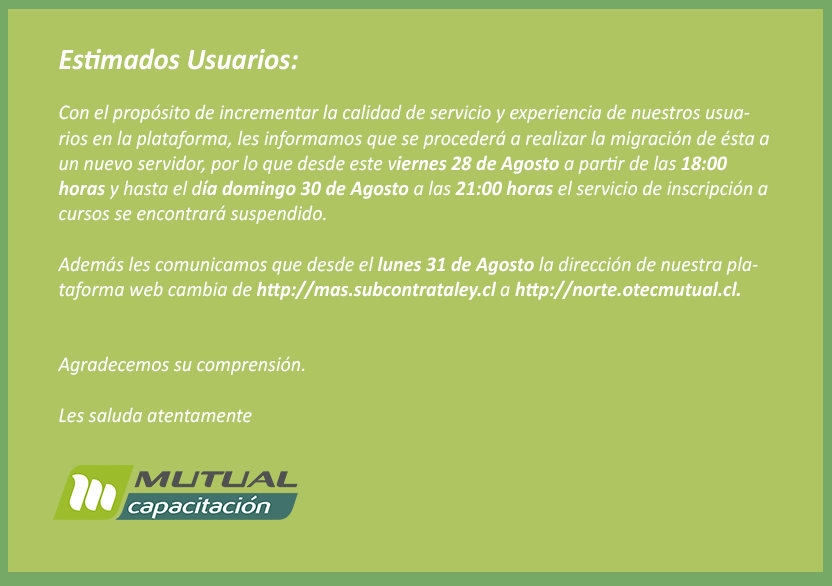 Estimados Usuarios:
Con el propósito de incrementar la calidad de servicio y experiencia de nuestros usua-
rios en la plataforma, les informamos que se procederá a realizar la migración de ésta a
un nuevo servidor, por lo que desde este viernes 28 de Agosto a partir de las 18:00
horas y hasta el día domingo 30 de Agosto a las 21:00 horas el servicio de inscripción a
cursos se encontrará suspendido.
Además les comunicamos que desde el lunes 31 de Agosto la dirección de nuestra pla-
taforma web cambia de http://mas.subcontrataley.cl a http://norte.otecmutual.cl.
Agradecemos su comprensión.
Les saluda atentamente
MUTUAL
capacitación